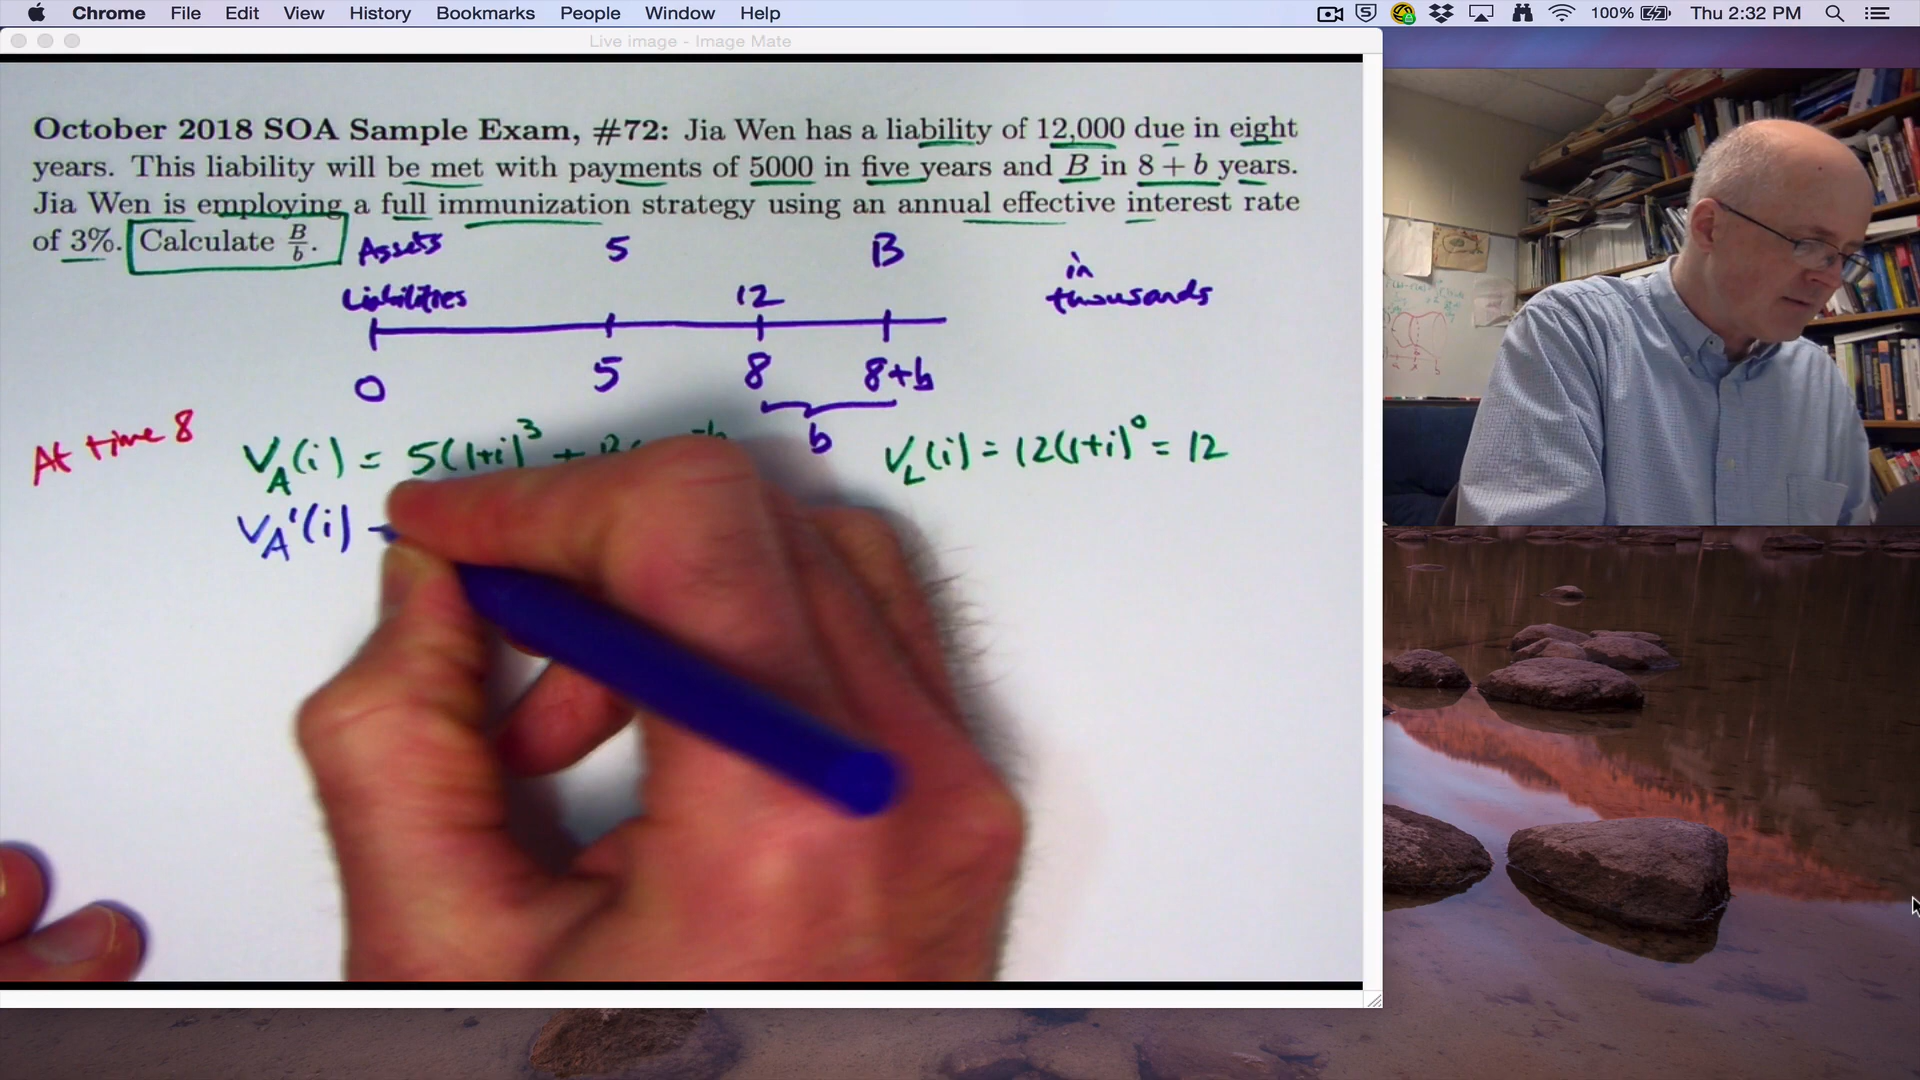 Chrome File Edit View History Bookmarks People Window Help 100% Thu 2:32 PM
Live image - Image Mate
October 2018 SOA Sample Exam, #72: Jia Wen has a liability of 12,000 due in eight
years. This liability will be met with payments of 5000 in five years and B in 8 + b years.
Jia Wen is employing a full immunization strategy using an annual effective interest rate
of 3%. Calculate B/b.
Assets 5 B
in
Liabilities 12 thousands
0 5 8 8+b
b
At time 8 V_A(i) = 5(1+i)^3 + B V_L(i) = 12(1+i)^0 = 12
V_A'(i)